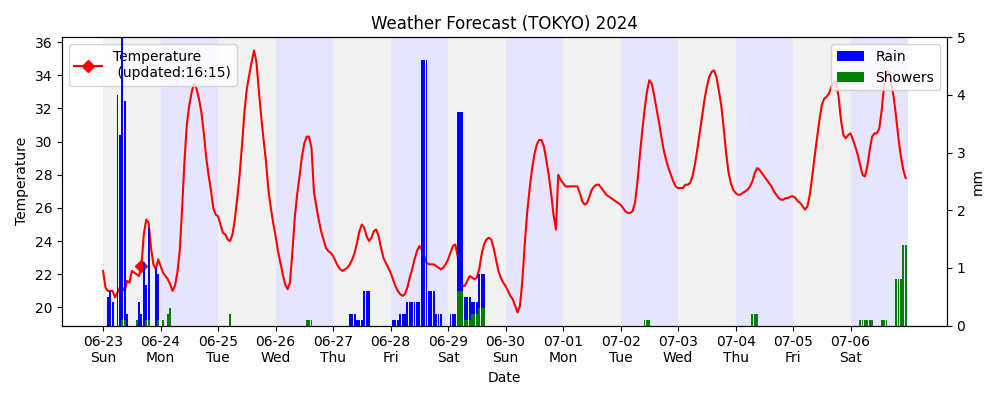 Weather Forecast (TOKYO) 2024
Temperature
(updated:16:15)
Rain
Showers
36
34
32
30
28
26
24
22
20
Temperature
5
4
3
2
1
0
mm
06-23 06-24 06-25 06-26 06-27 06-28 06-29 06-30 07-01 07-02 07-03 07-04 07-05 07-06
Sun Mon Tue Wed Thu Fri Sat Sun Mon Tue Wed Thu Fri Sat
Date